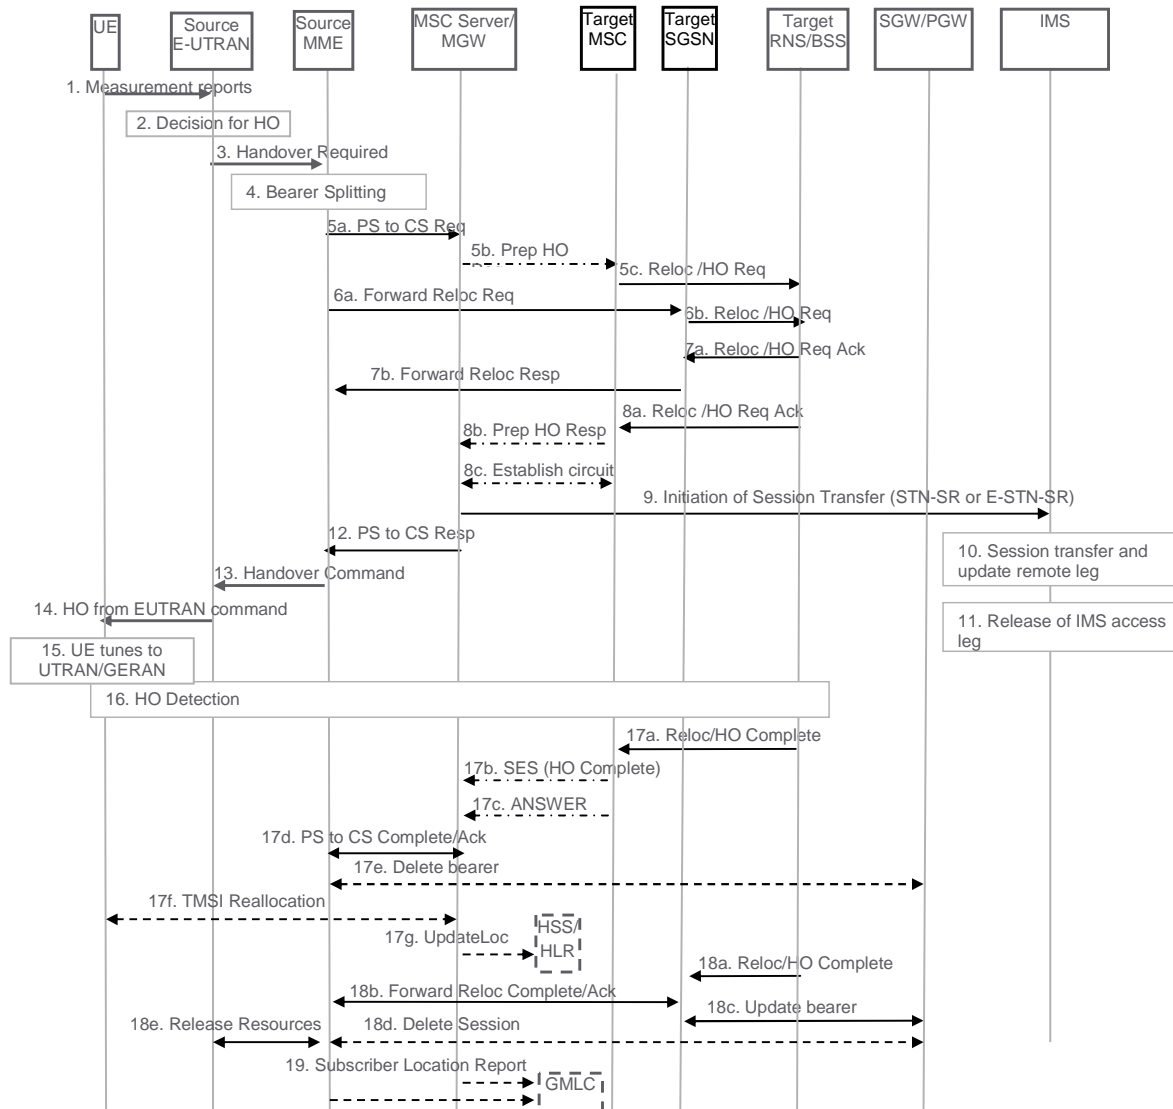 UE
Source
E-UTRAN
Source
MME
MSC Server/
MGW
Target
MSC
Target
SGSN
Target
RNS/BSS
SGW/PGW
IMS
1. Measurement reports
2. Decision for HO
3. Handover Required
4. Bearer Splitting
5a. PS to CS Req
5b. Prep HO
5c. Reloc /HO Req
6a. Forward Reloc Req
6b. Reloc /HO Req
7a. Reloc /HO Req Ack
7b. Forward Reloc Resp
8a. Reloc /HO Req Ack
8b. Prep HO Resp
8c. Establish circuit
9. Initiation of Session Transfer (STN-SR or E-STN-SR)
12. PS to CS Resp
10. Session transfer and
update remote leg
13. Handover Command
14. HO from EUTRAN command
11. Release of IMS access
leg
15. UE tunes to
UTRAN/GERAN
16. HO Detection
17a. Reloc/HO Complete
17b. SES (HO Complete)
17c. ANSWER
17d. PS to CS Complete/Ack
17e. Delete bearer
17f. TMSI Reallocation
17g. UpdateLoc
HSS/
HLR
18a. Reloc/HO Complete
18b. Forward Reloc Complete/Ack
18c. Update bearer
18e. Release Resources
18d. Delete Session
19. Subscriber Location Report
GMLC